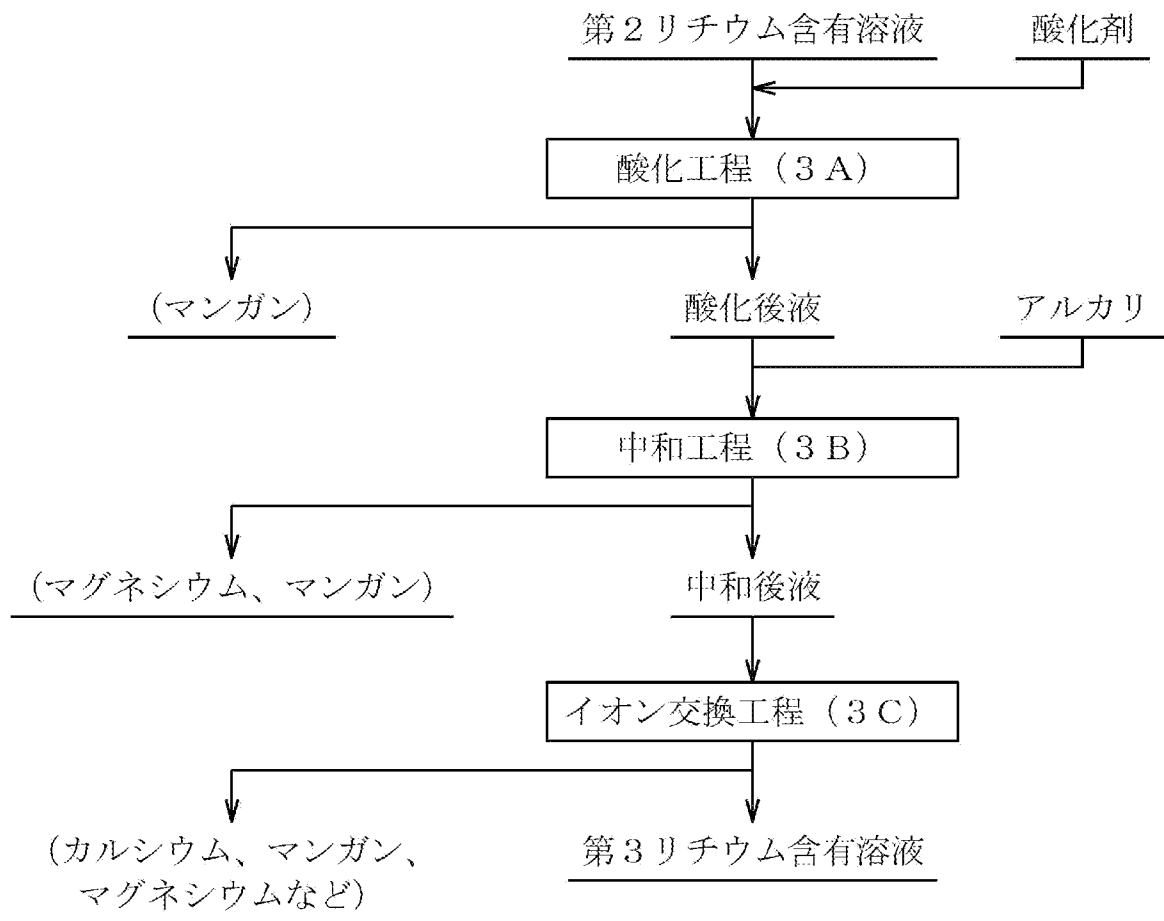 第2リチウム含有溶液
酸化剤
酸化工程（3A）
（マンガン）
酸化後液
アルカリ
中和工程（3B）
（マグネシウム、マンガン）
中和後液
イオン交換工程（3C）
（カルシウム、マンガン、
マグネシウムなど）
第3リチウム含有溶液